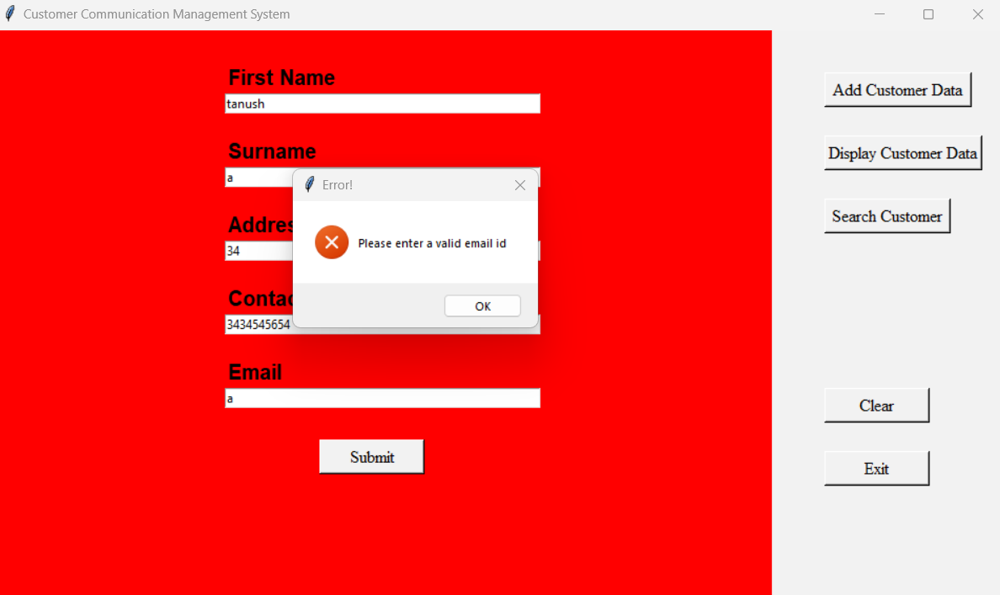 Customer Communication Management System
First Name
tanush
Surname
a
Error!
Please enter a valid email id
OK
Addres
34
Contac
3434545654
Email
a
Submit
Add Customer Data
Display Customer Data
Search Customer
Clear
Exit